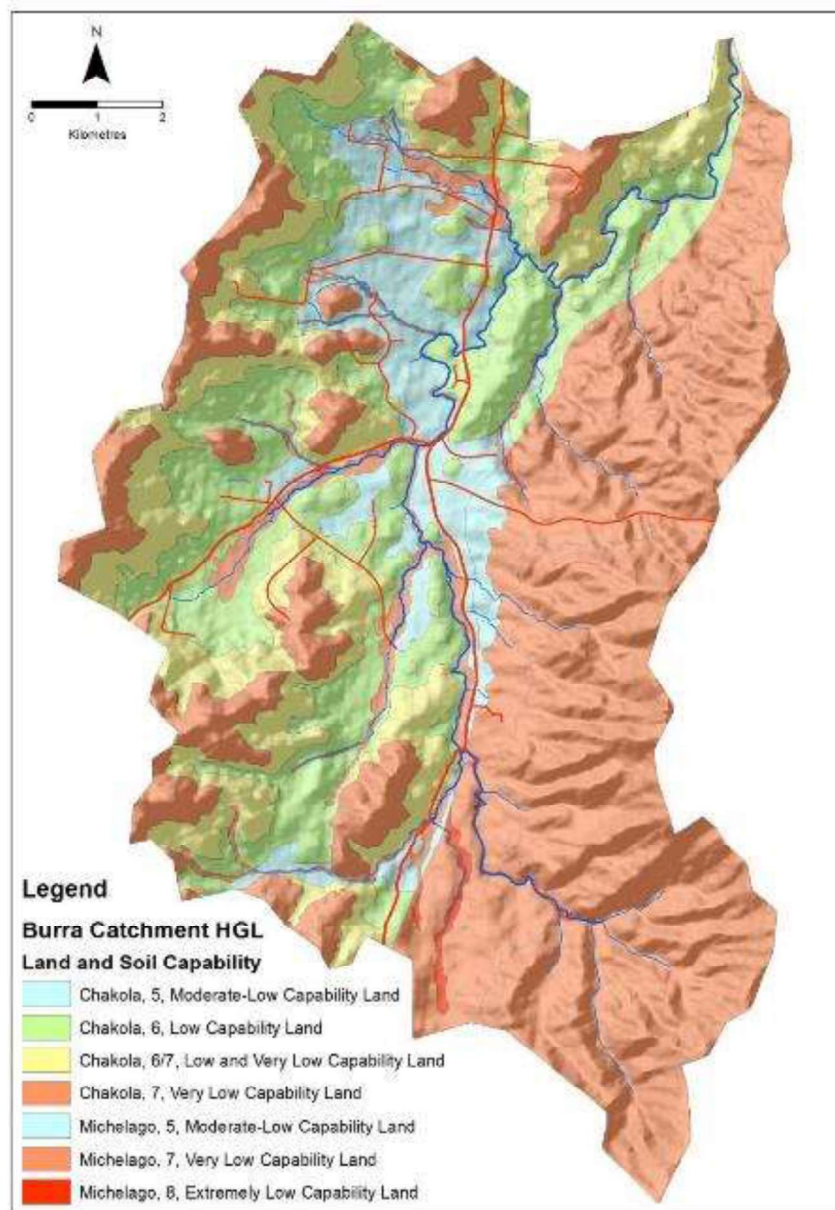 N
0 1 2
Kilometres
Legend
Burra Catchment HGL
Land and Soil Capability
Chakola, 5, Moderate-Low Capability Land
Chakola, 6, Low Capability Land
Chakola, 6/7, Low and Very Low Capability Land
Chakola, 7, Very Low Capability Land
Michelago, 5, Moderate-Low Capability Land
Michelago, 7, Very Low Capability Land
Michelago, 8, Extremely Low Capability Land